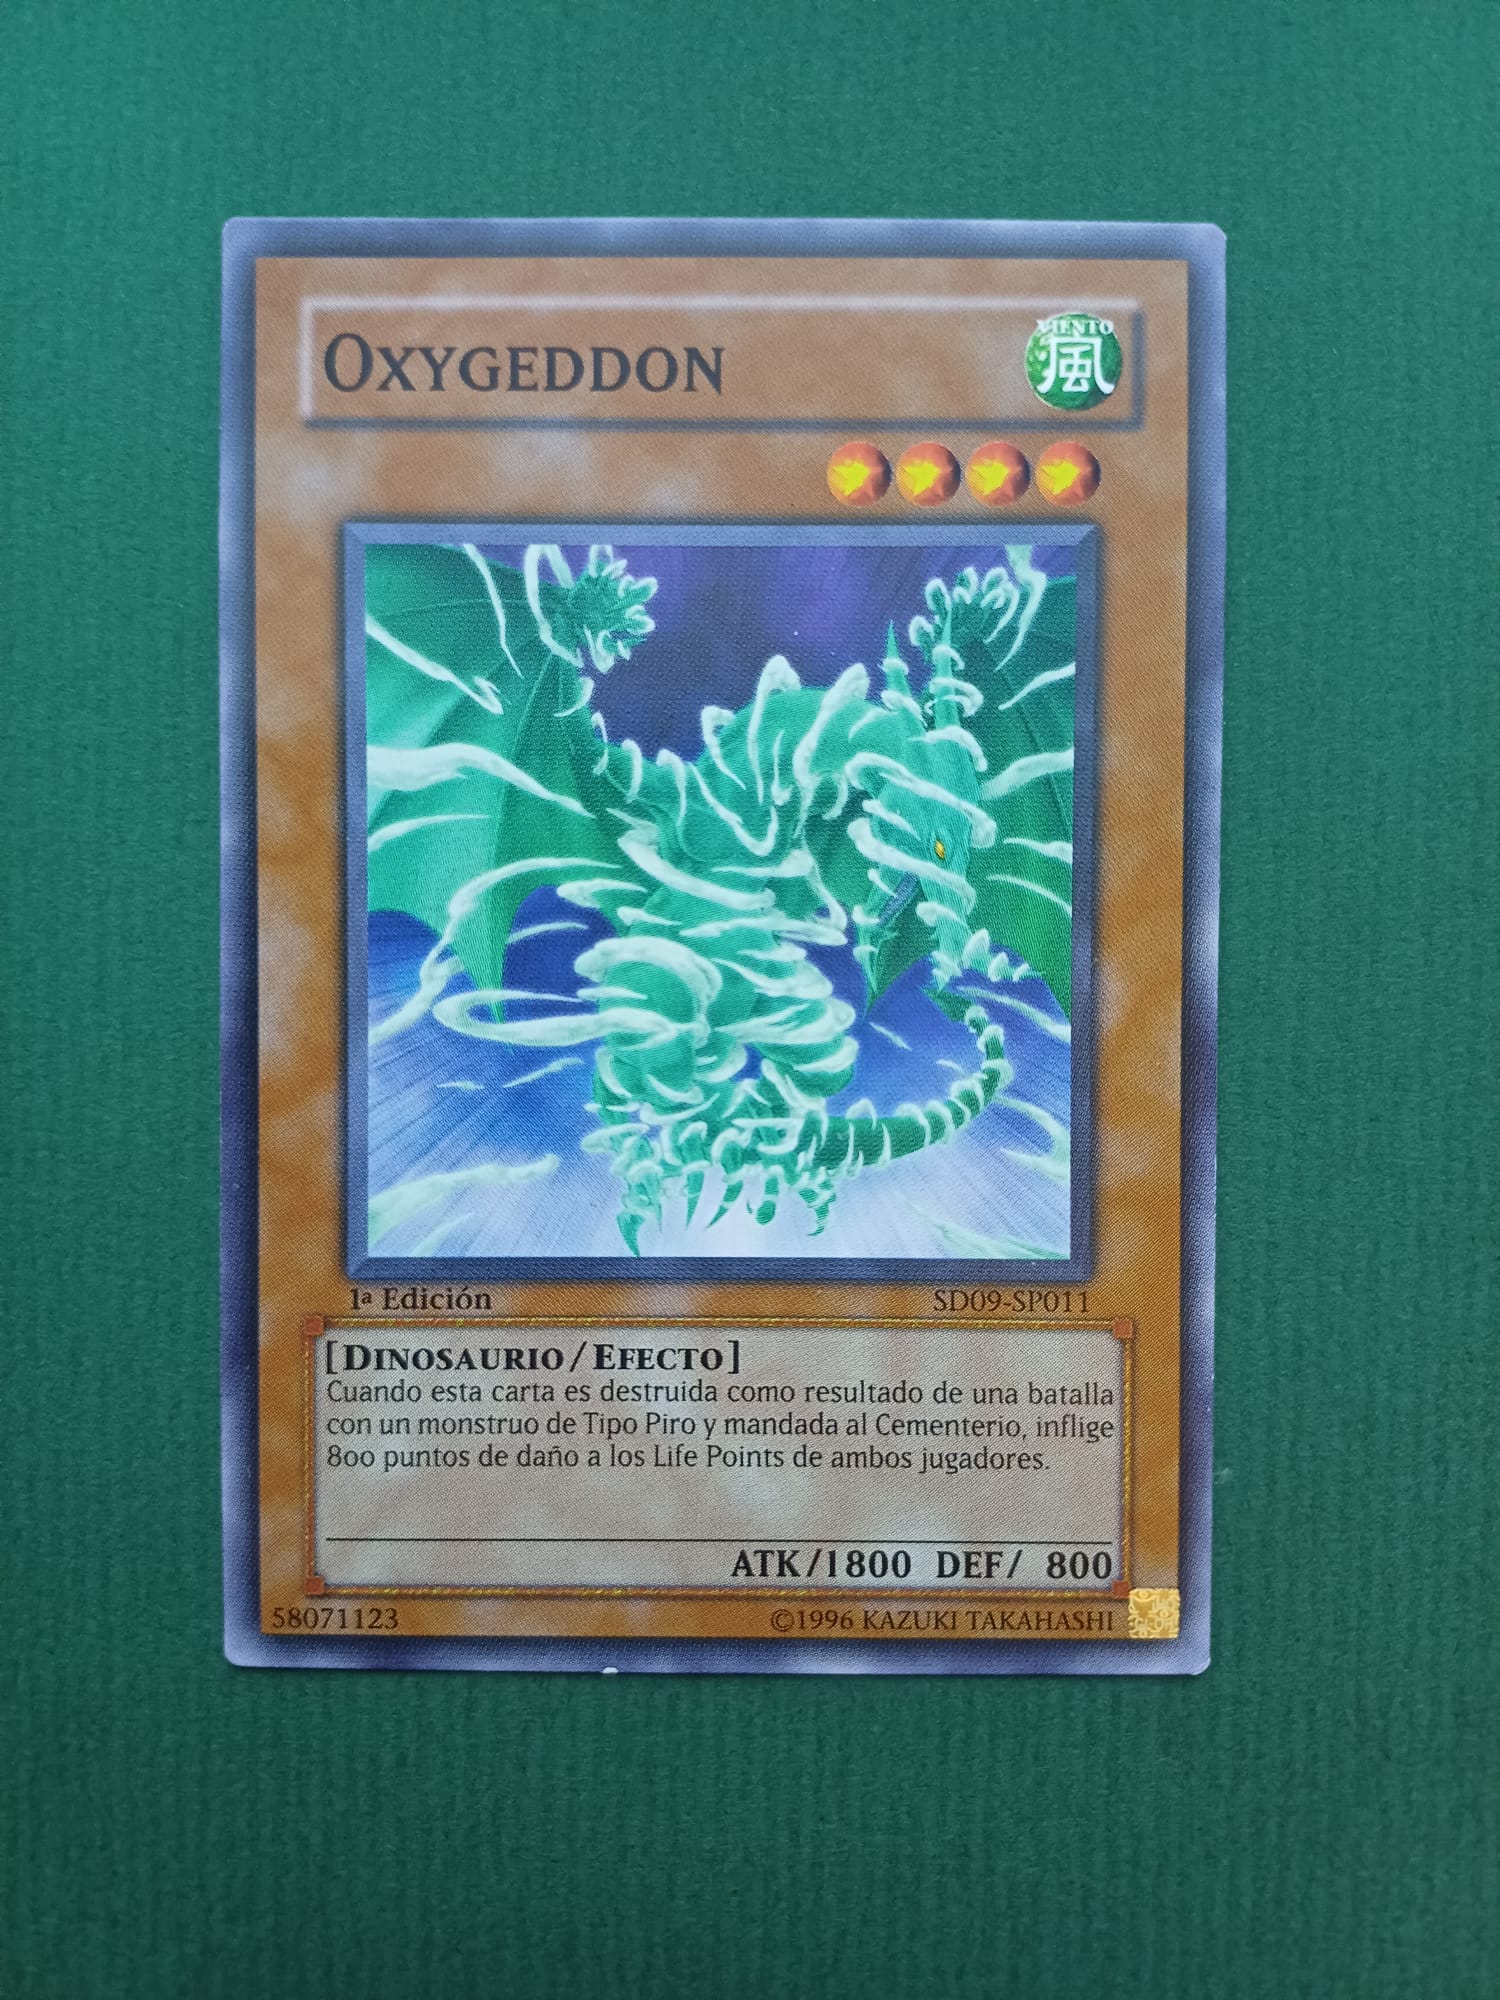 Oxygeddon
VIENTO
風
1ª Edición
SD09-SP011
[Dinosaurio/Efecto]
Cuando esta carta es destruida como resultado de una batalla
con un monstruo de Tipo Piro y mandada al Cementerio, inflige
800 puntos de daño a los Life Points de ambos jugadores.
ATK/1800 DEF/ 800
58071123
©1996 KAZUKI TAKAHASHI